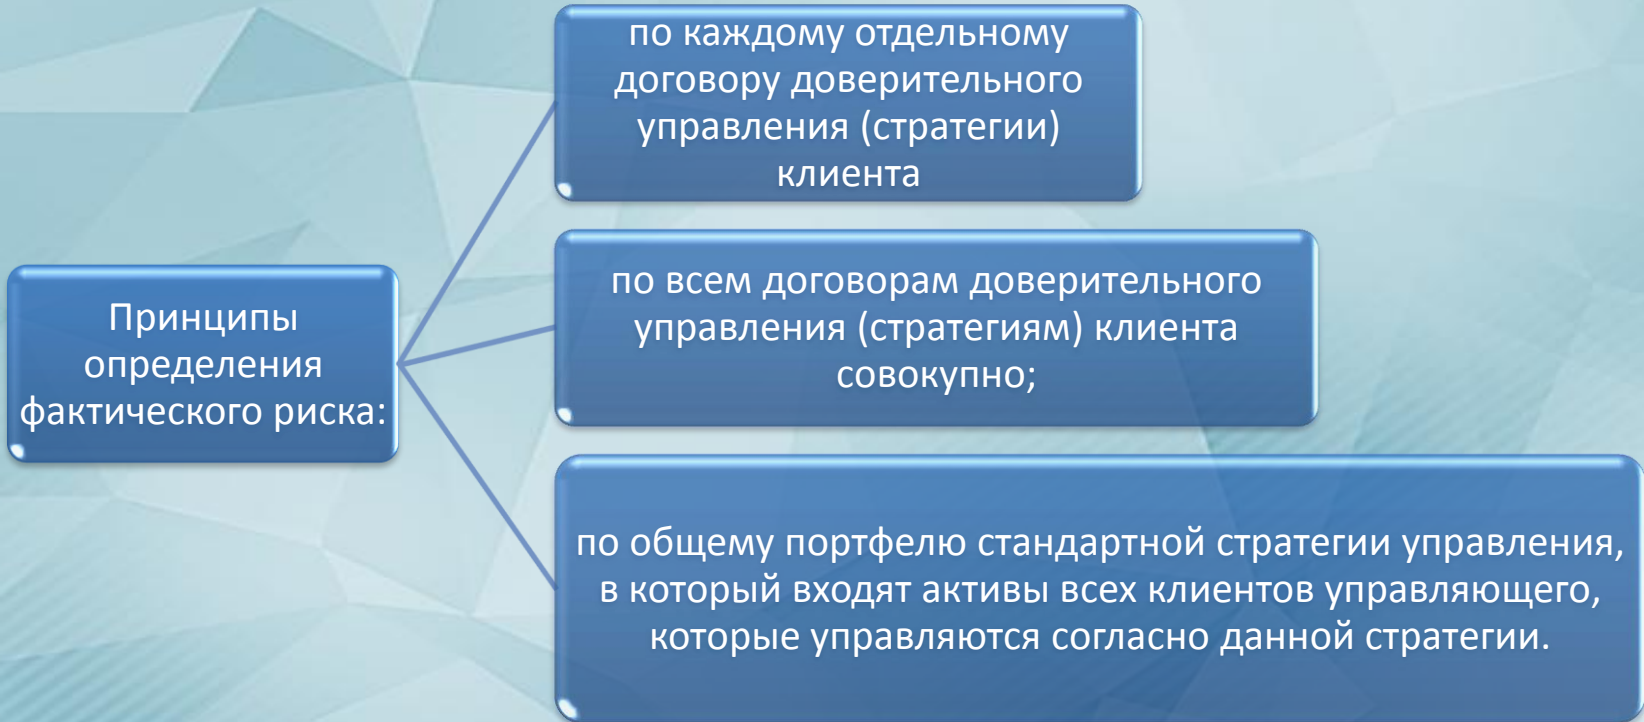 Принципы
определения
фактического риска:
по каждому отдельному
договору доверительного
управления (стратегии)
клиента
по всем договорам доверительного
управления (стратегиям) клиента
совокупно;
по общему портфелю стандартной стратегии управления,
в который входят активы всех клиентов управляющего,
которые управляются согласно данной стратегии.